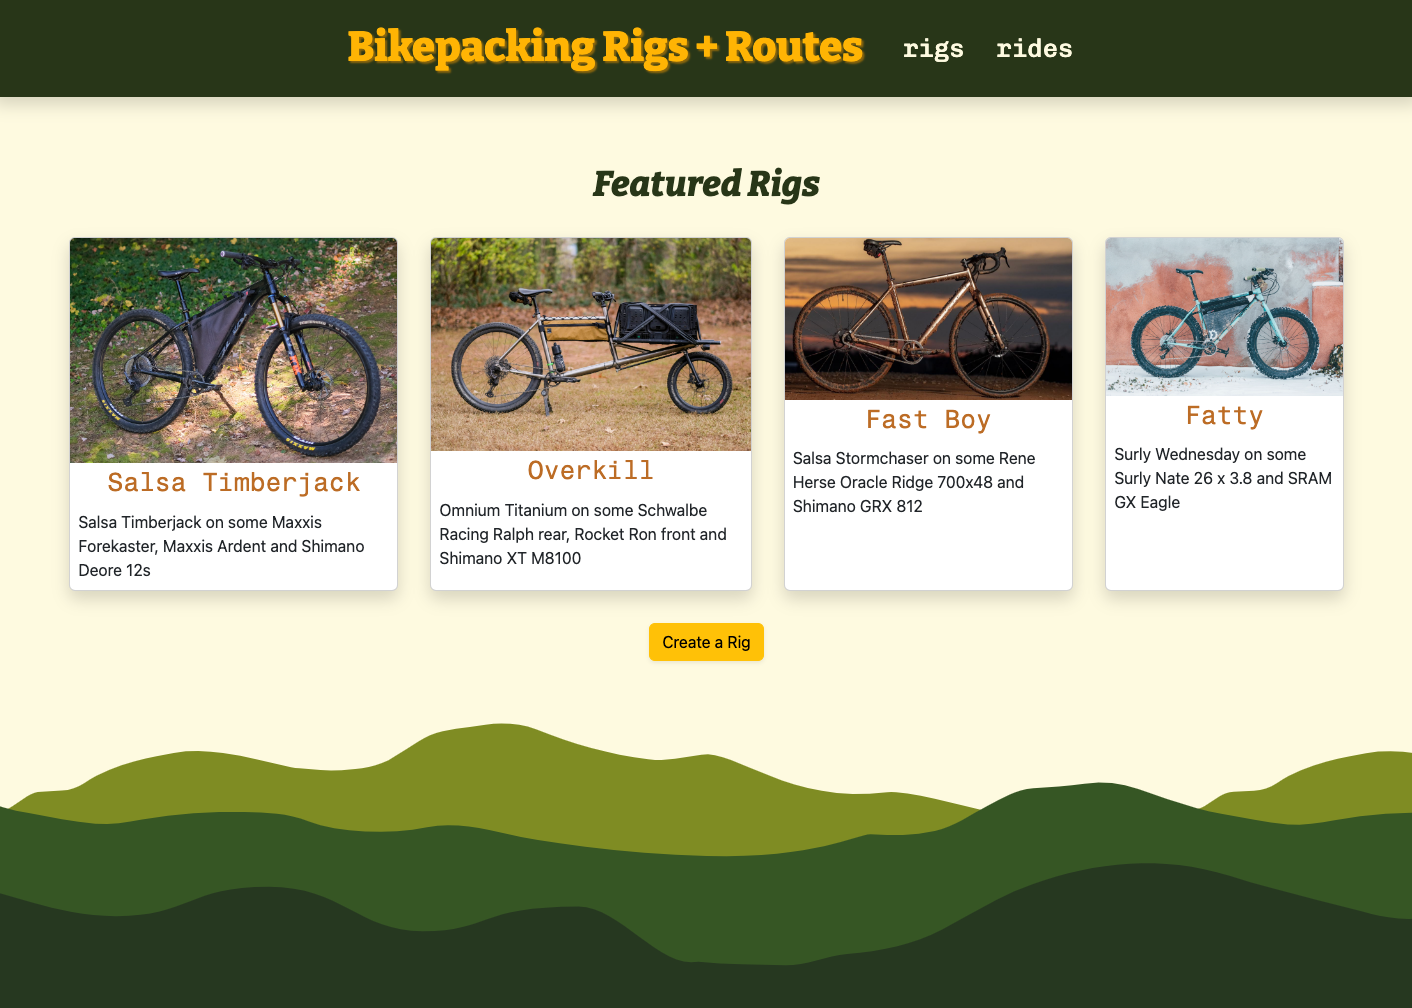 Bikepacking Rigs + Routes
rigs
rides
Featured Rigs
Salsa Timberjack
Salsa Timberjack on some Maxxis
Forekaster, Maxxis Ardent and Shimano
Deore 12s
Overkill
Omnium Titanium on some Schwalbe
Racing Ralph rear, Rocket Ron front and
Shimano XT M8100
Fast Boy
Salsa Stormchaser on some Rene
Herse Oracle Ridge 700x48 and
Shimano GRX 812
Fatty
Surly Wednesday on some
Surly Nate 26 x 3.8 and SRAM
GX Eagle
Create a Rig